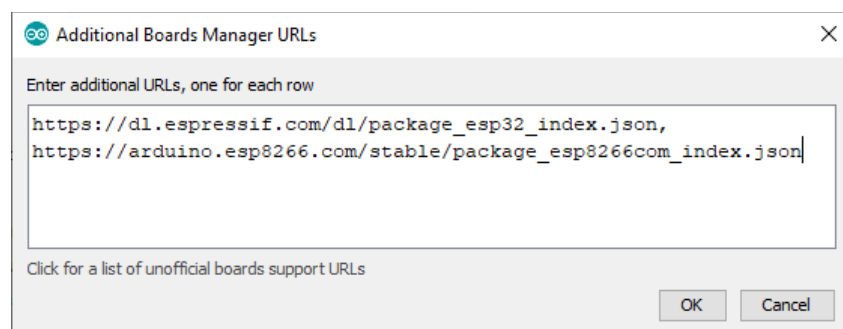 Additional Boards Manager URLs
Enter additional URLs, one for each row
https://dl.espressif.com/dl/package_esp32_index.json,
https://arduino.esp8266.com/stable/package_esp8266com_index.json
Click for a list of unofficial boards support URLs
OK Cancel